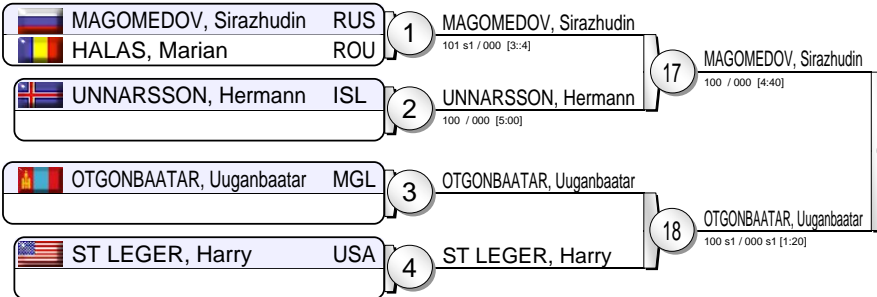 MAGOMEDOV, Sirazhudin RUS
HALAS, Marian ROU
1
MAGOMEDOV, Sirazhudin
101 s1 / 000 [3::4]
UNNARSSON, Hermann ISL
2
UNNARSSON, Hermann
100 / 000 [5:00]
17
MAGOMEDOV, Sirazhudin
100 / 000 [4:40]
OTGONBAATAR, Uuganbaatar MGL
3
OTGONBAATAR, Uuganbaatar
ST LEGER, Harry USA
4
ST LEGER, Harry
18
OTGONBAATAR, Uuganbaatar
100 s1 / 000 s1 [1:20]